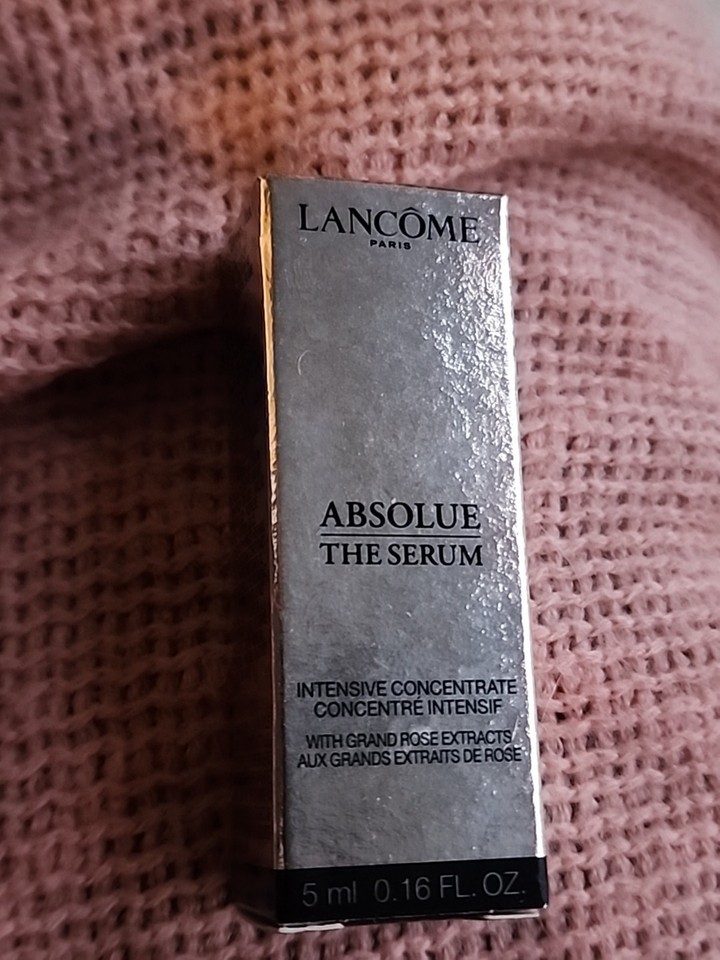 LANCÔME
PARIS
ABSOLUE
THE SERUM
INTENSIVE CONCENTRATE
CONCENTRÉ INTENSIF
WITH GRAND ROSE EXTRACTS
AUX GRANDS EXTRAITS DE ROSE
5 ml 0.16 FL. OZ.